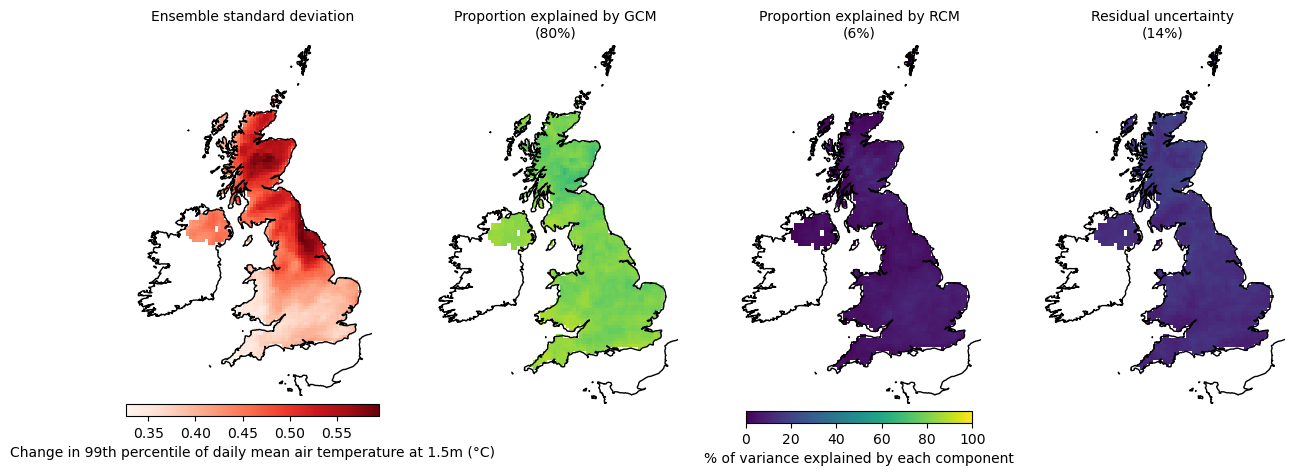 Ensemble standard deviation
Proportion explained by GCM
(80%)
Proportion explained by RCM
(6%)
Residual uncertainty
(14%)
0.35 0.40 0.45 0.50 0.55
Change in 99th percentile of daily mean air temperature at 1.5m (°C)
0 20 40 60 80 100
% of variance explained by each component